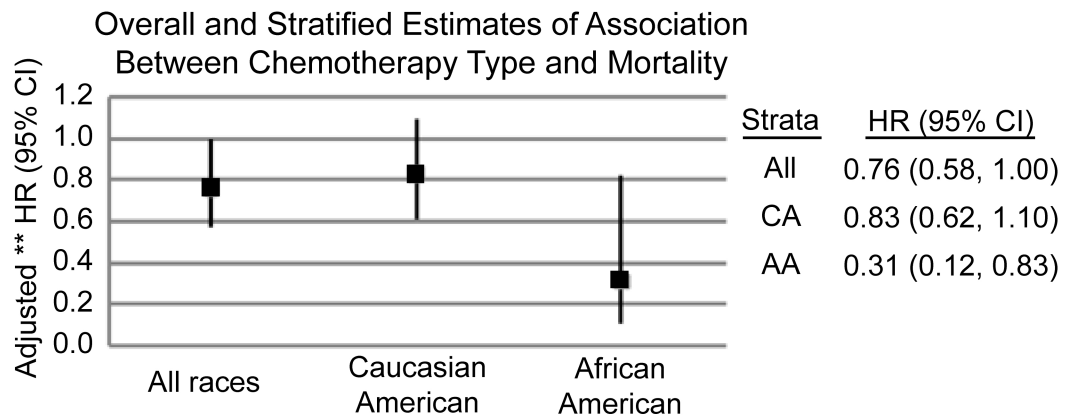 Overall and Stratified Estimates of Association
Between Chemotherapy Type and Mortality
Adjusted ** HR (95% CI)
1.2
1.0
0.8
0.6
0.4
0.2
0.0
All races
Caucasian
American
African
American
Strata HR (95% CI)
All 0.76 (0.58, 1.00)
CA 0.83 (0.62, 1.10)
AA 0.31 (0.12, 0.83)